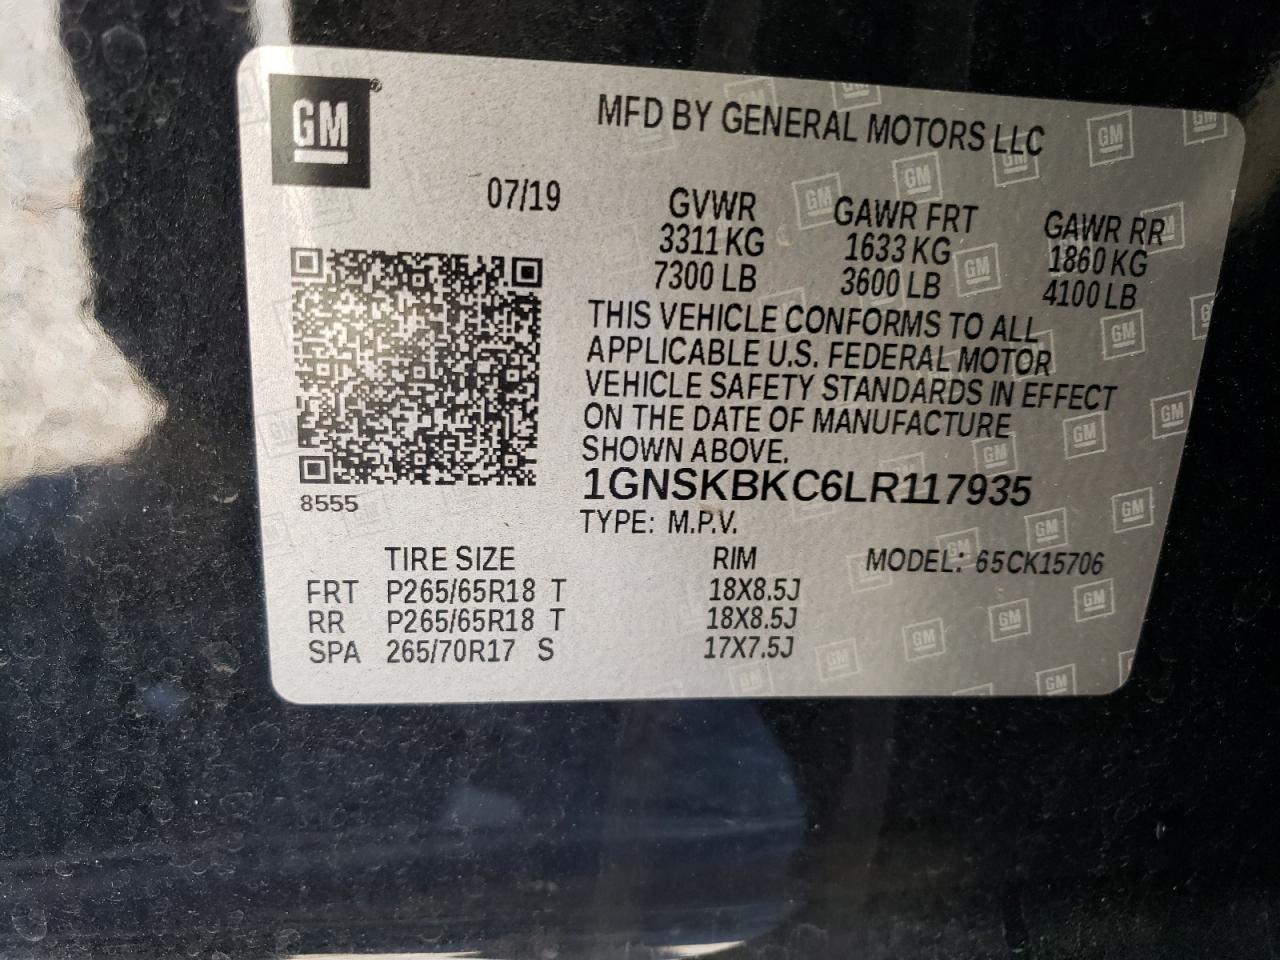 GM®
MFD BY GENERAL MOTORS LLC
07/19
GVWR GAWR FRT GAWR RR
3311 KG 1633 KG 1860 KG
7300 LB 3600 LB 4100 LB
THIS VEHICLE CONFORMS TO ALL
APPLICABLE U.S. FEDERAL MOTOR
VEHICLE SAFETY STANDARDS IN EFFECT
ON THE DATE OF MANUFACTURE
SHOWN ABOVE.
1GNSKBKC6LR117935
8555
TYPE: M.P.V.
TIRE SIZE RIM MODEL: 65CK15706
FRT P265/65R18 T 18X8.5J
RR P265/65R18 T 18X8.5J
SPA 265/70R17 S 17X7.5J